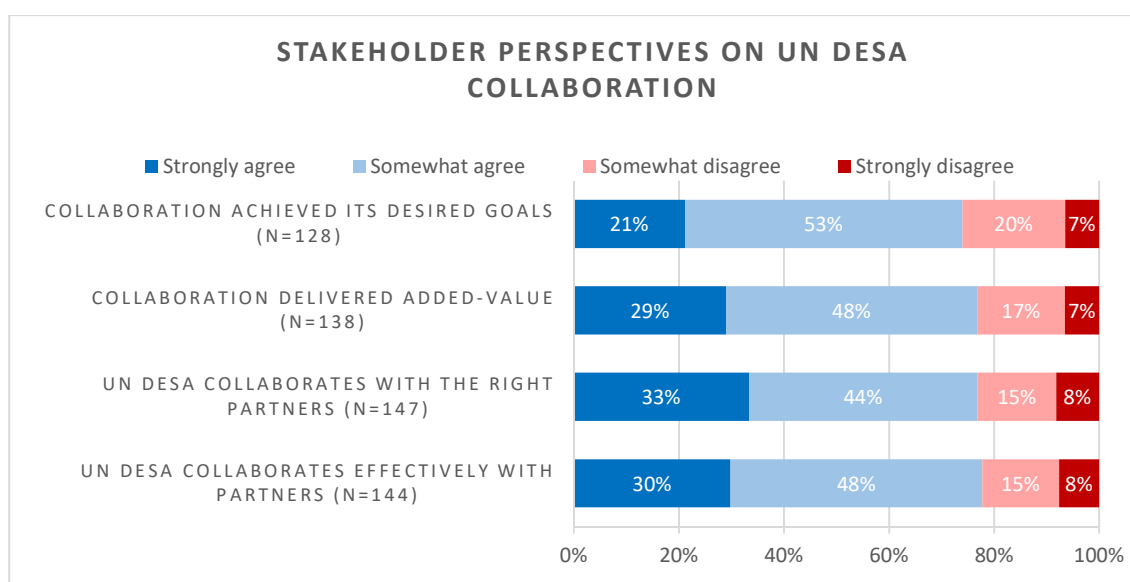 STAKEHOLDER PERSPECTIVES ON UN DESA
COLLABORATION
Strongly agree Somewhat agree Somewhat disagree Strongly disagree
COLLABORATION ACHIEVED ITS DESIRED GOALS
(N=128)
21% 53% 20% 7%
COLLABORATION DELIVERED ADDED-VALUE
(N=138)
29% 48% 17% 7%
UN DESA COLLABORATES WITH THE RIGHT
PARTNERS (N=147)
33% 44% 15% 8%
UN DESA COLLABORATES EFFECTIVELY WITH
PARTNERS (N=144)
30% 48% 15% 8%
0% 20% 40% 60% 80% 100%